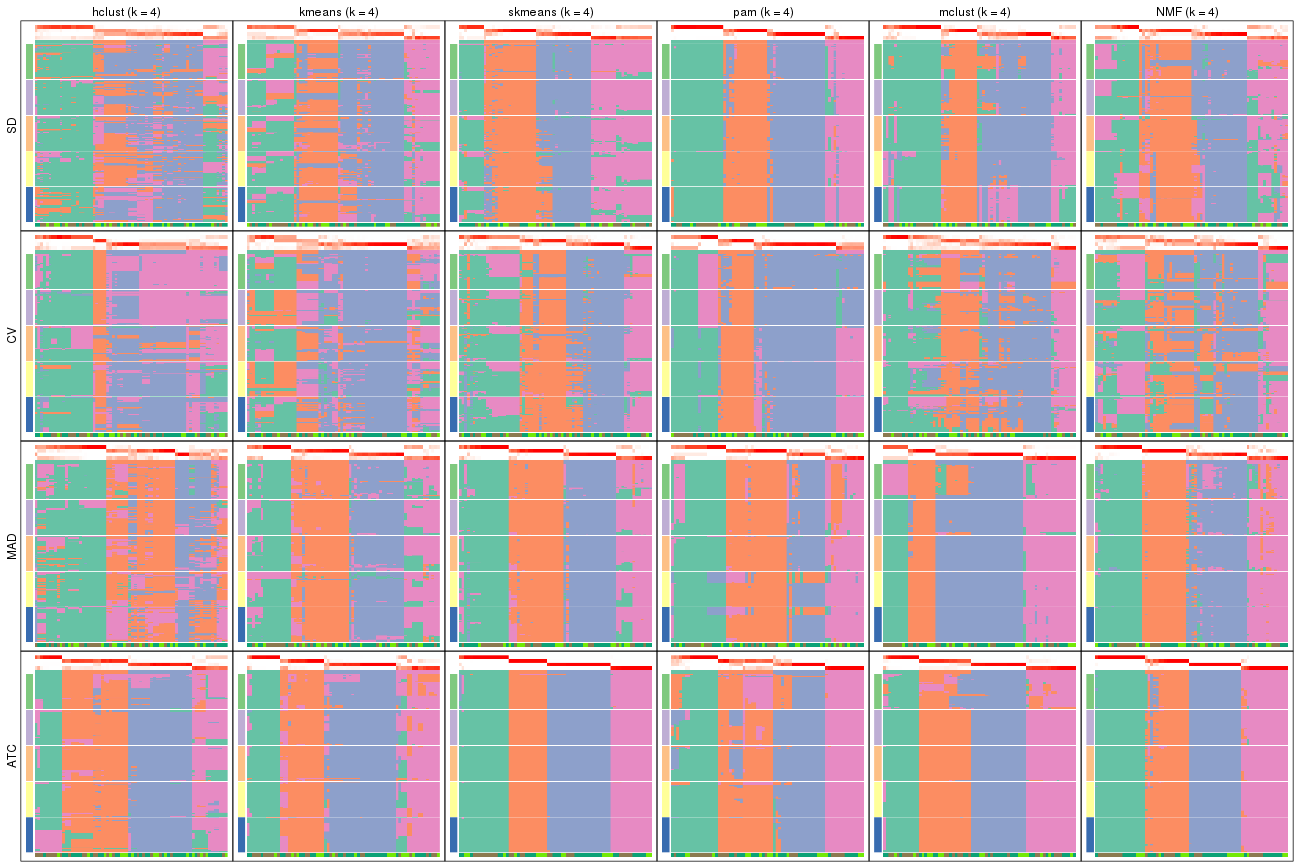 hclust (k = 4) kmeans (k = 4) skmeans (k = 4) pam (k = 4) mclust (k = 4) NMF (k = 4)
SD
CV
MAD
ATC